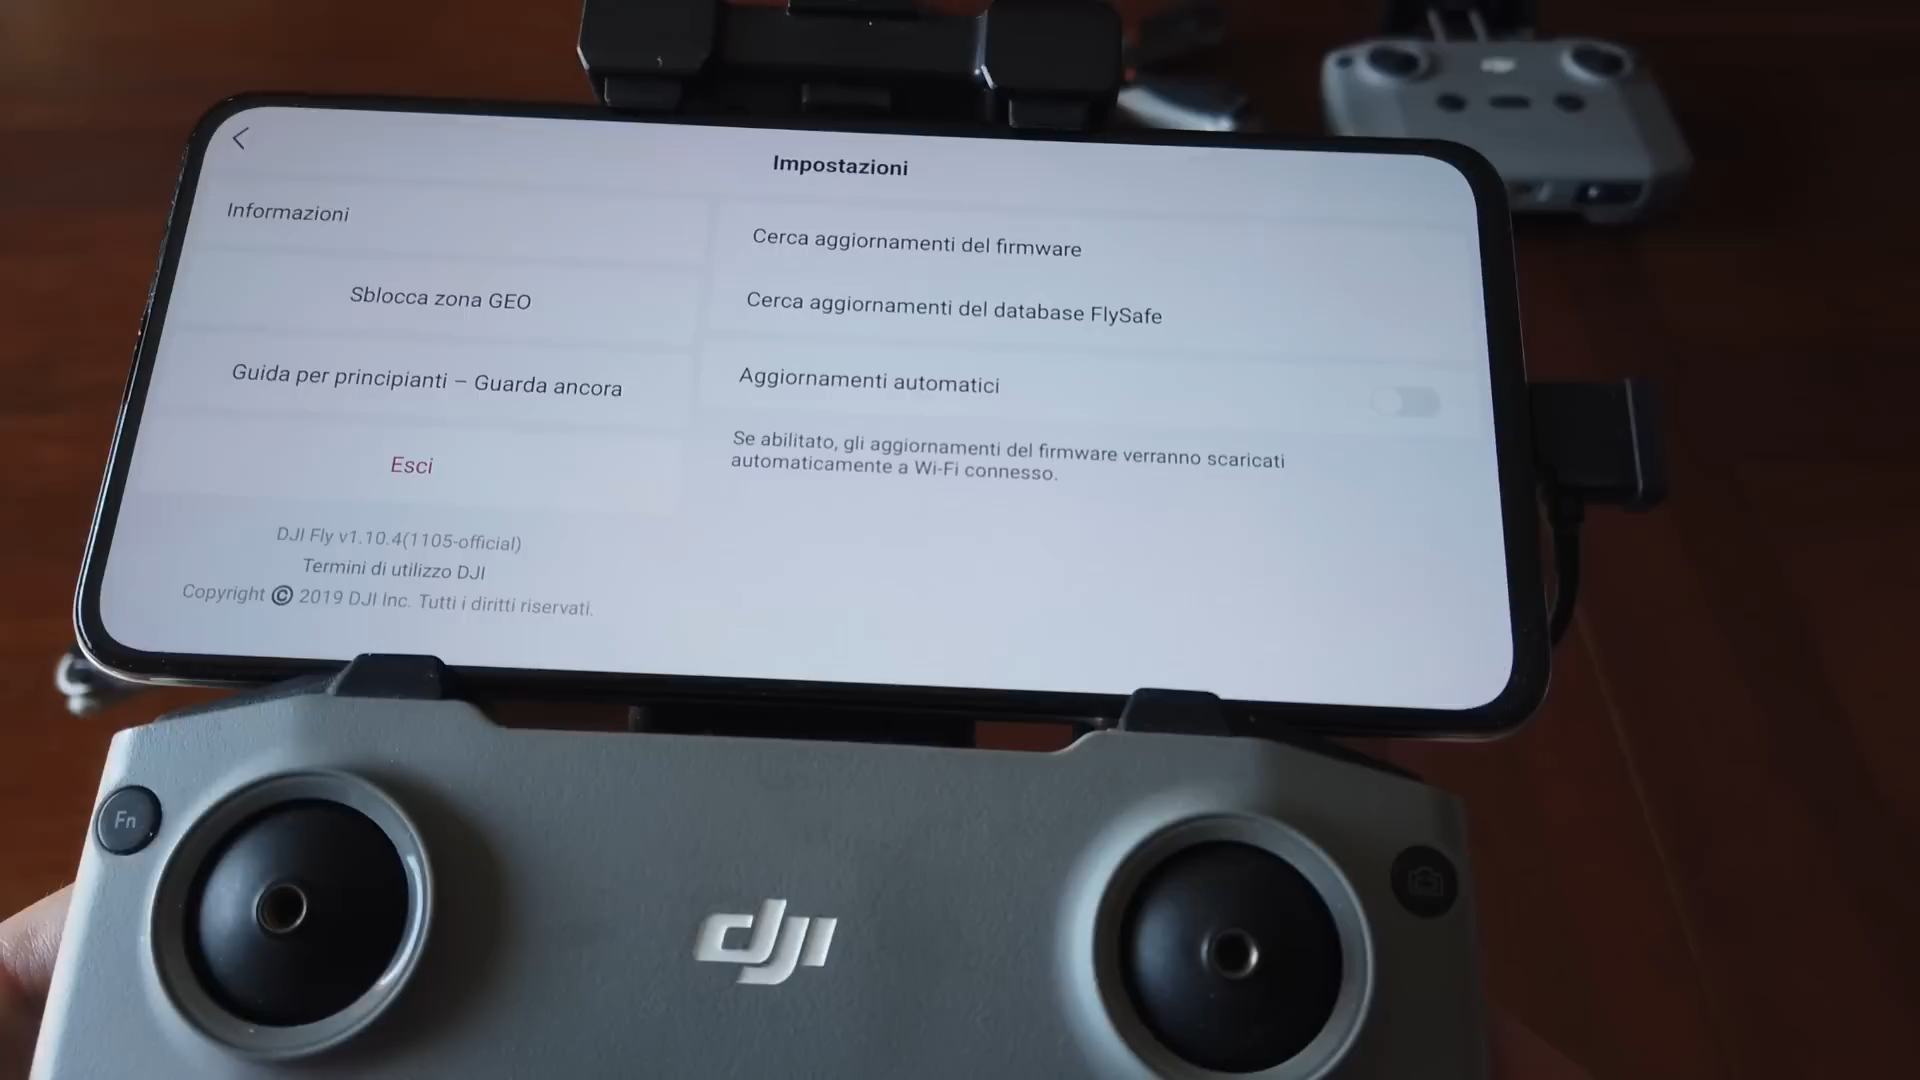 Impostazioni
Informazioni
Sblocca zona GEO
Guida per principianti – Guarda ancora
Esci
DJI Fly v1.10.4(1105-official)
Termini di utilizzo DJI
Copyright © 2019 DJI Inc. Tutti i diritti riservati.
Cerca aggiornamenti del firmware
Cerca aggiornamenti del database FlySafe
Aggiornamenti automatici
Se abilitato, gli aggiornamenti del firmware verranno scaricati
automaticamente a Wi-Fi connesso.
Fn
dji